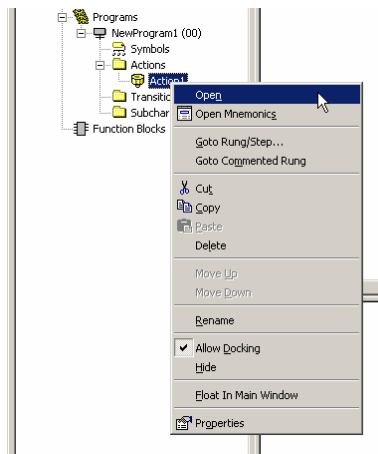 Programs
NewProgram1 (00)
Symbols
Actions
Action1
Transitic
Subchar
Function Blocks
Open
Open Mnemonics
Goto Rung/Step...
Goto Commented Rung
Cut
Copy
Paste
Delete
Move Up
Move Down
Rename
Allow Docking
Hide
Float In Main Window
Properties